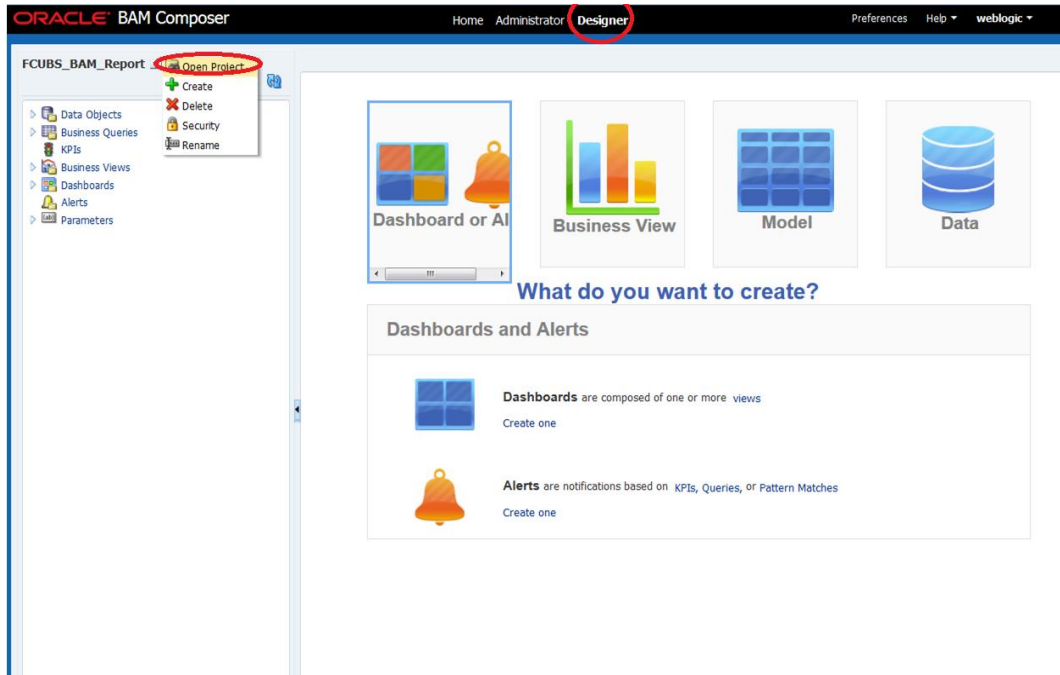 ORACLE BAM Composer
Home Administrator Designer
Preferences Help weblogic
FCUBS_BAM_Report
Open Project
Create
Delete
Security
Rename
Data Objects
Business Queries
KPIs
Business Views
Dashboards
Alerts
Parameters
Dashboard or Al
Business View
Model
Data
What do you want to create?
Dashboards and Alerts
Dashboards are composed of one or more views
Create one
Alerts are notifications based on KPIs, Queries, or Pattern Matches
Create one